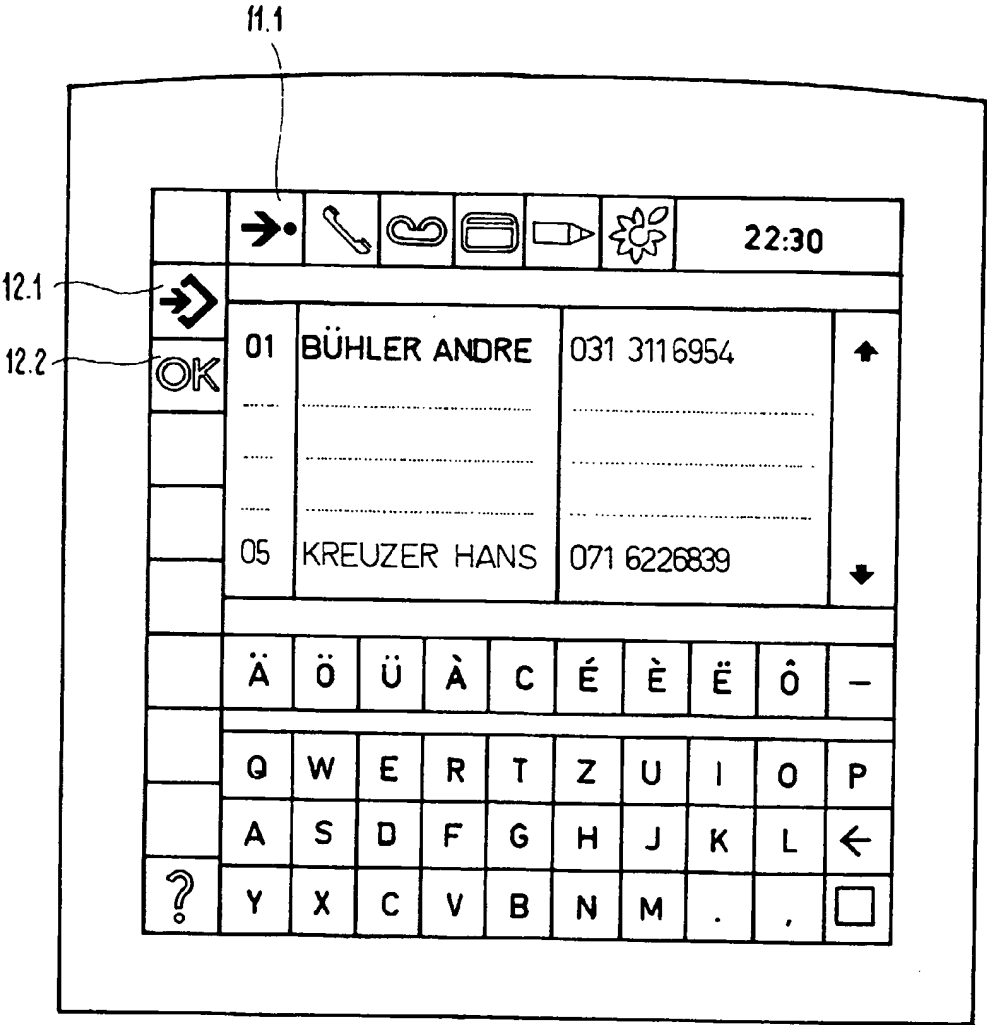 11.1
22:30
12.1
12.2
OK
01 BÜHLER ANDRE 031 3116954
05 KREUZER HANS 071 6226839
Ä Ö Ü À C É È Ë Ô –
Q W E R T Z U I O P
A S D F G H J K L ←
? Y X C V B N M . ,